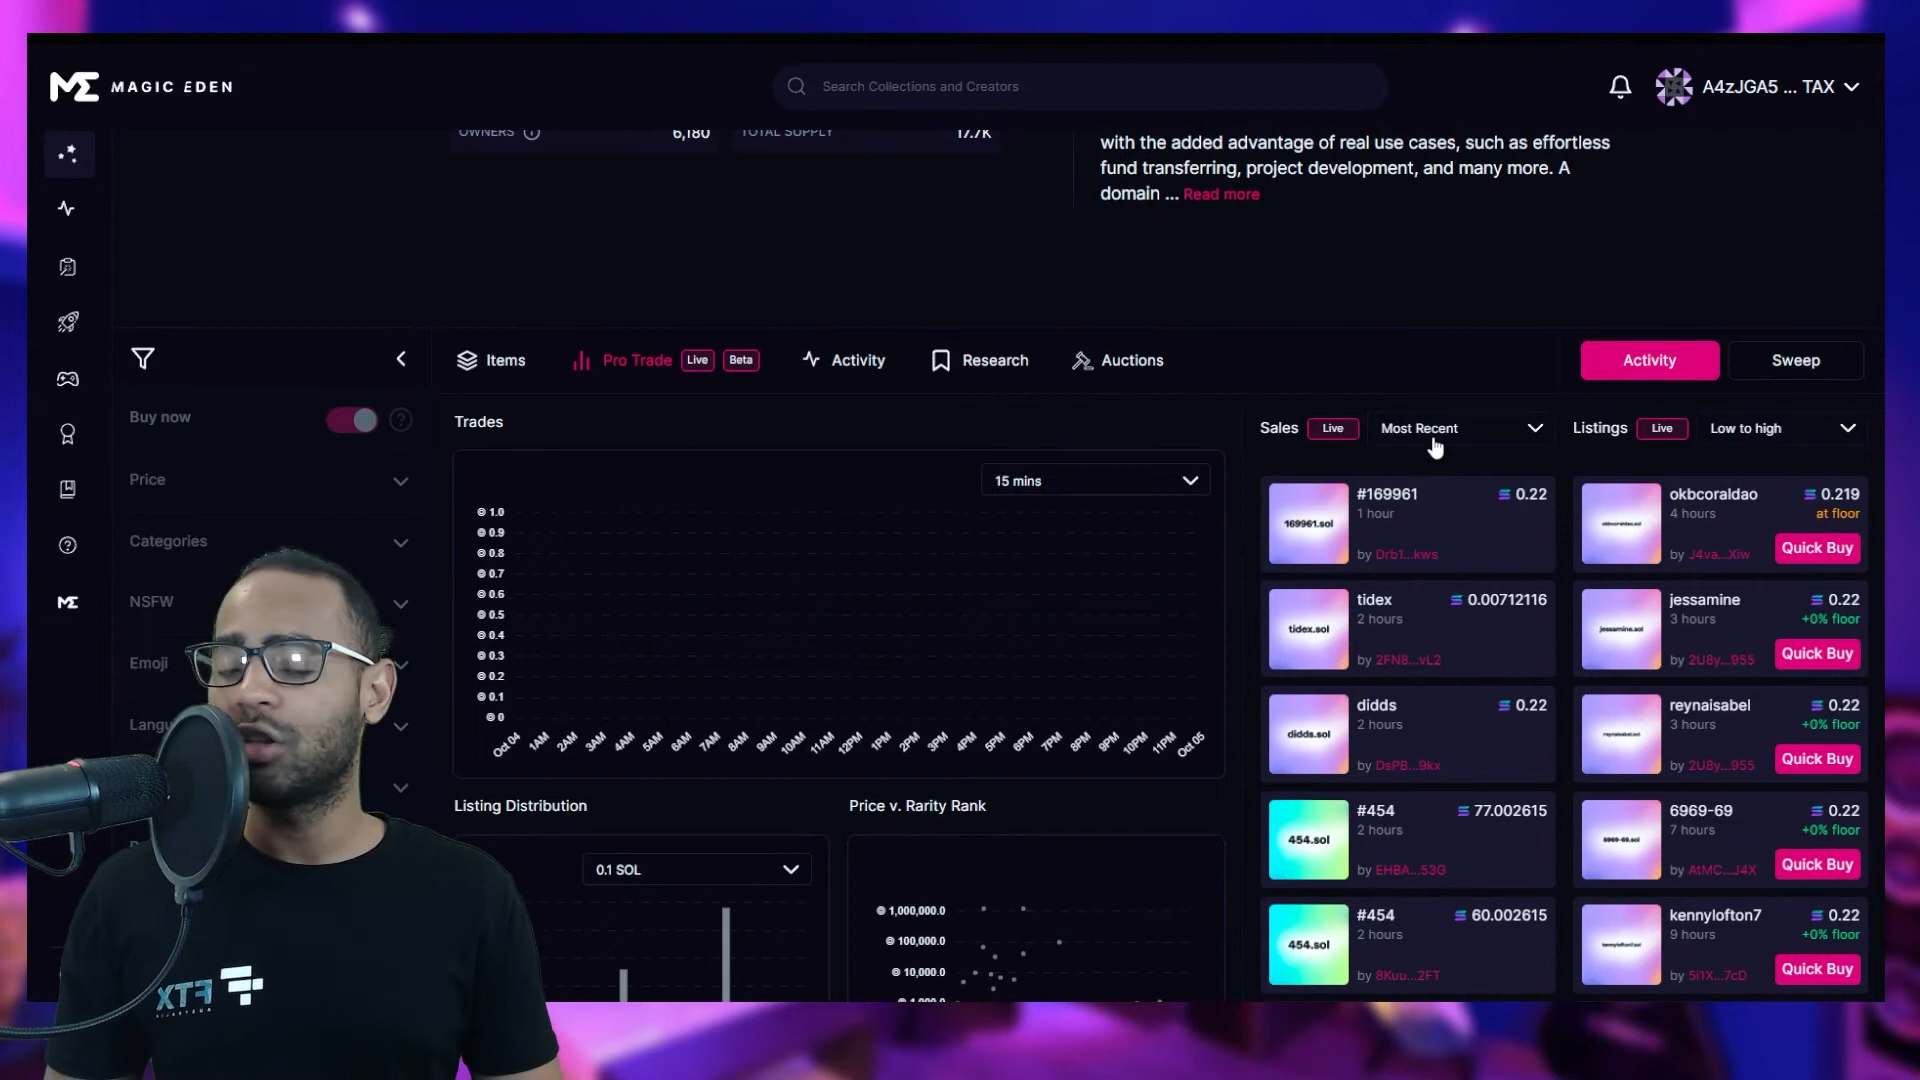 MAGIC EDEN
Search Collections and Creators
A4zJGA5 ... TAX
OWNERS
6,180
TOTAL SUPPLY
17.7K
with the added advantage of real use cases, such as effortless
fund transferring, project development, and many more. A
domain ... Read more
Items
Pro Trade
Live
Beta
Activity
Research
Auctions
Activity
Sweep
Buy now
Price
Categories
NSFW
Emoji
Trades
15 mins
1.0
0.9
0.8
0.7
0.6
0.5
0.4
0.3
0.2
0.1
0
Oct 04 1AM 2AM 3AM 4AM 5AM 6AM 7AM 8AM 9AM 10AM 11AM 12PM 1PM 2PM 3PM 4PM 5PM 6PM 7PM 8PM 9PM 10PM 11PM Oct 05
Listing Distribution
0.1 SOL
Price v. Rarity Rank
1,000,000.0
100,000.0
10,000.0
Sales
Live
Most Recent
169961.sol
#169961
0.22
1 hour
by Drb1...kws
tidex.sol
tidex
0.00712116
2 hours
by 2FN8...vL2
didds.sol
didds
0.22
2 hours
by DsPB...9kx
454.sol
#454
77.002615
2 hours
by EHBA...53G
454.sol
#454
60.002615
2 hours
by 8Kuu...2FT
Listings
Live
Low to high
okbcoraldao.sol
okbcoraldao
0.219
4 hours
at floor
by J4va...Xiw
Quick Buy
jessamine.sol
jessamine
0.22
3 hours
+0% floor
by 2U8y...955
Quick Buy
reynaisabel.sol
reynaisabel
0.22
3 hours
+0% floor
by 2U8y...955
Quick Buy
6969-69.sol
6969-69
0.22
7 hours
+0% floor
by AtMC...J4X
Quick Buy
kennylofton7.sol
kennylofton7
0.22
9 hours
+0% floor
by 5i1X...7cD
Quick Buy
FTX